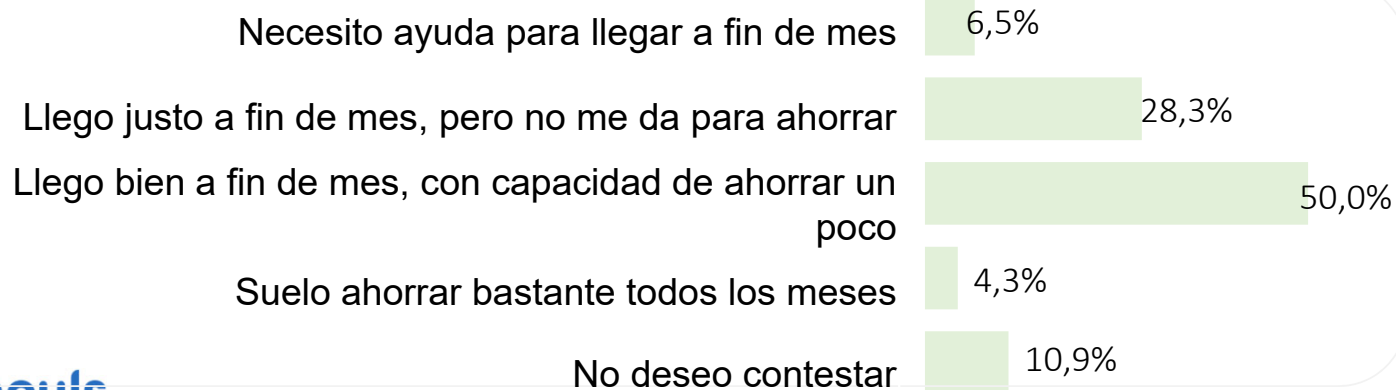 Necesito ayuda para llegar a fin de mes 6,5%
Llego justo a fin de mes, pero no me da para ahorrar 28,3%
Llego bien a fin de mes, con capacidad de ahorrar un
poco 50,0%
Suelo ahorrar bastante todos los meses 4,3%
No deseo contestar 10,9%